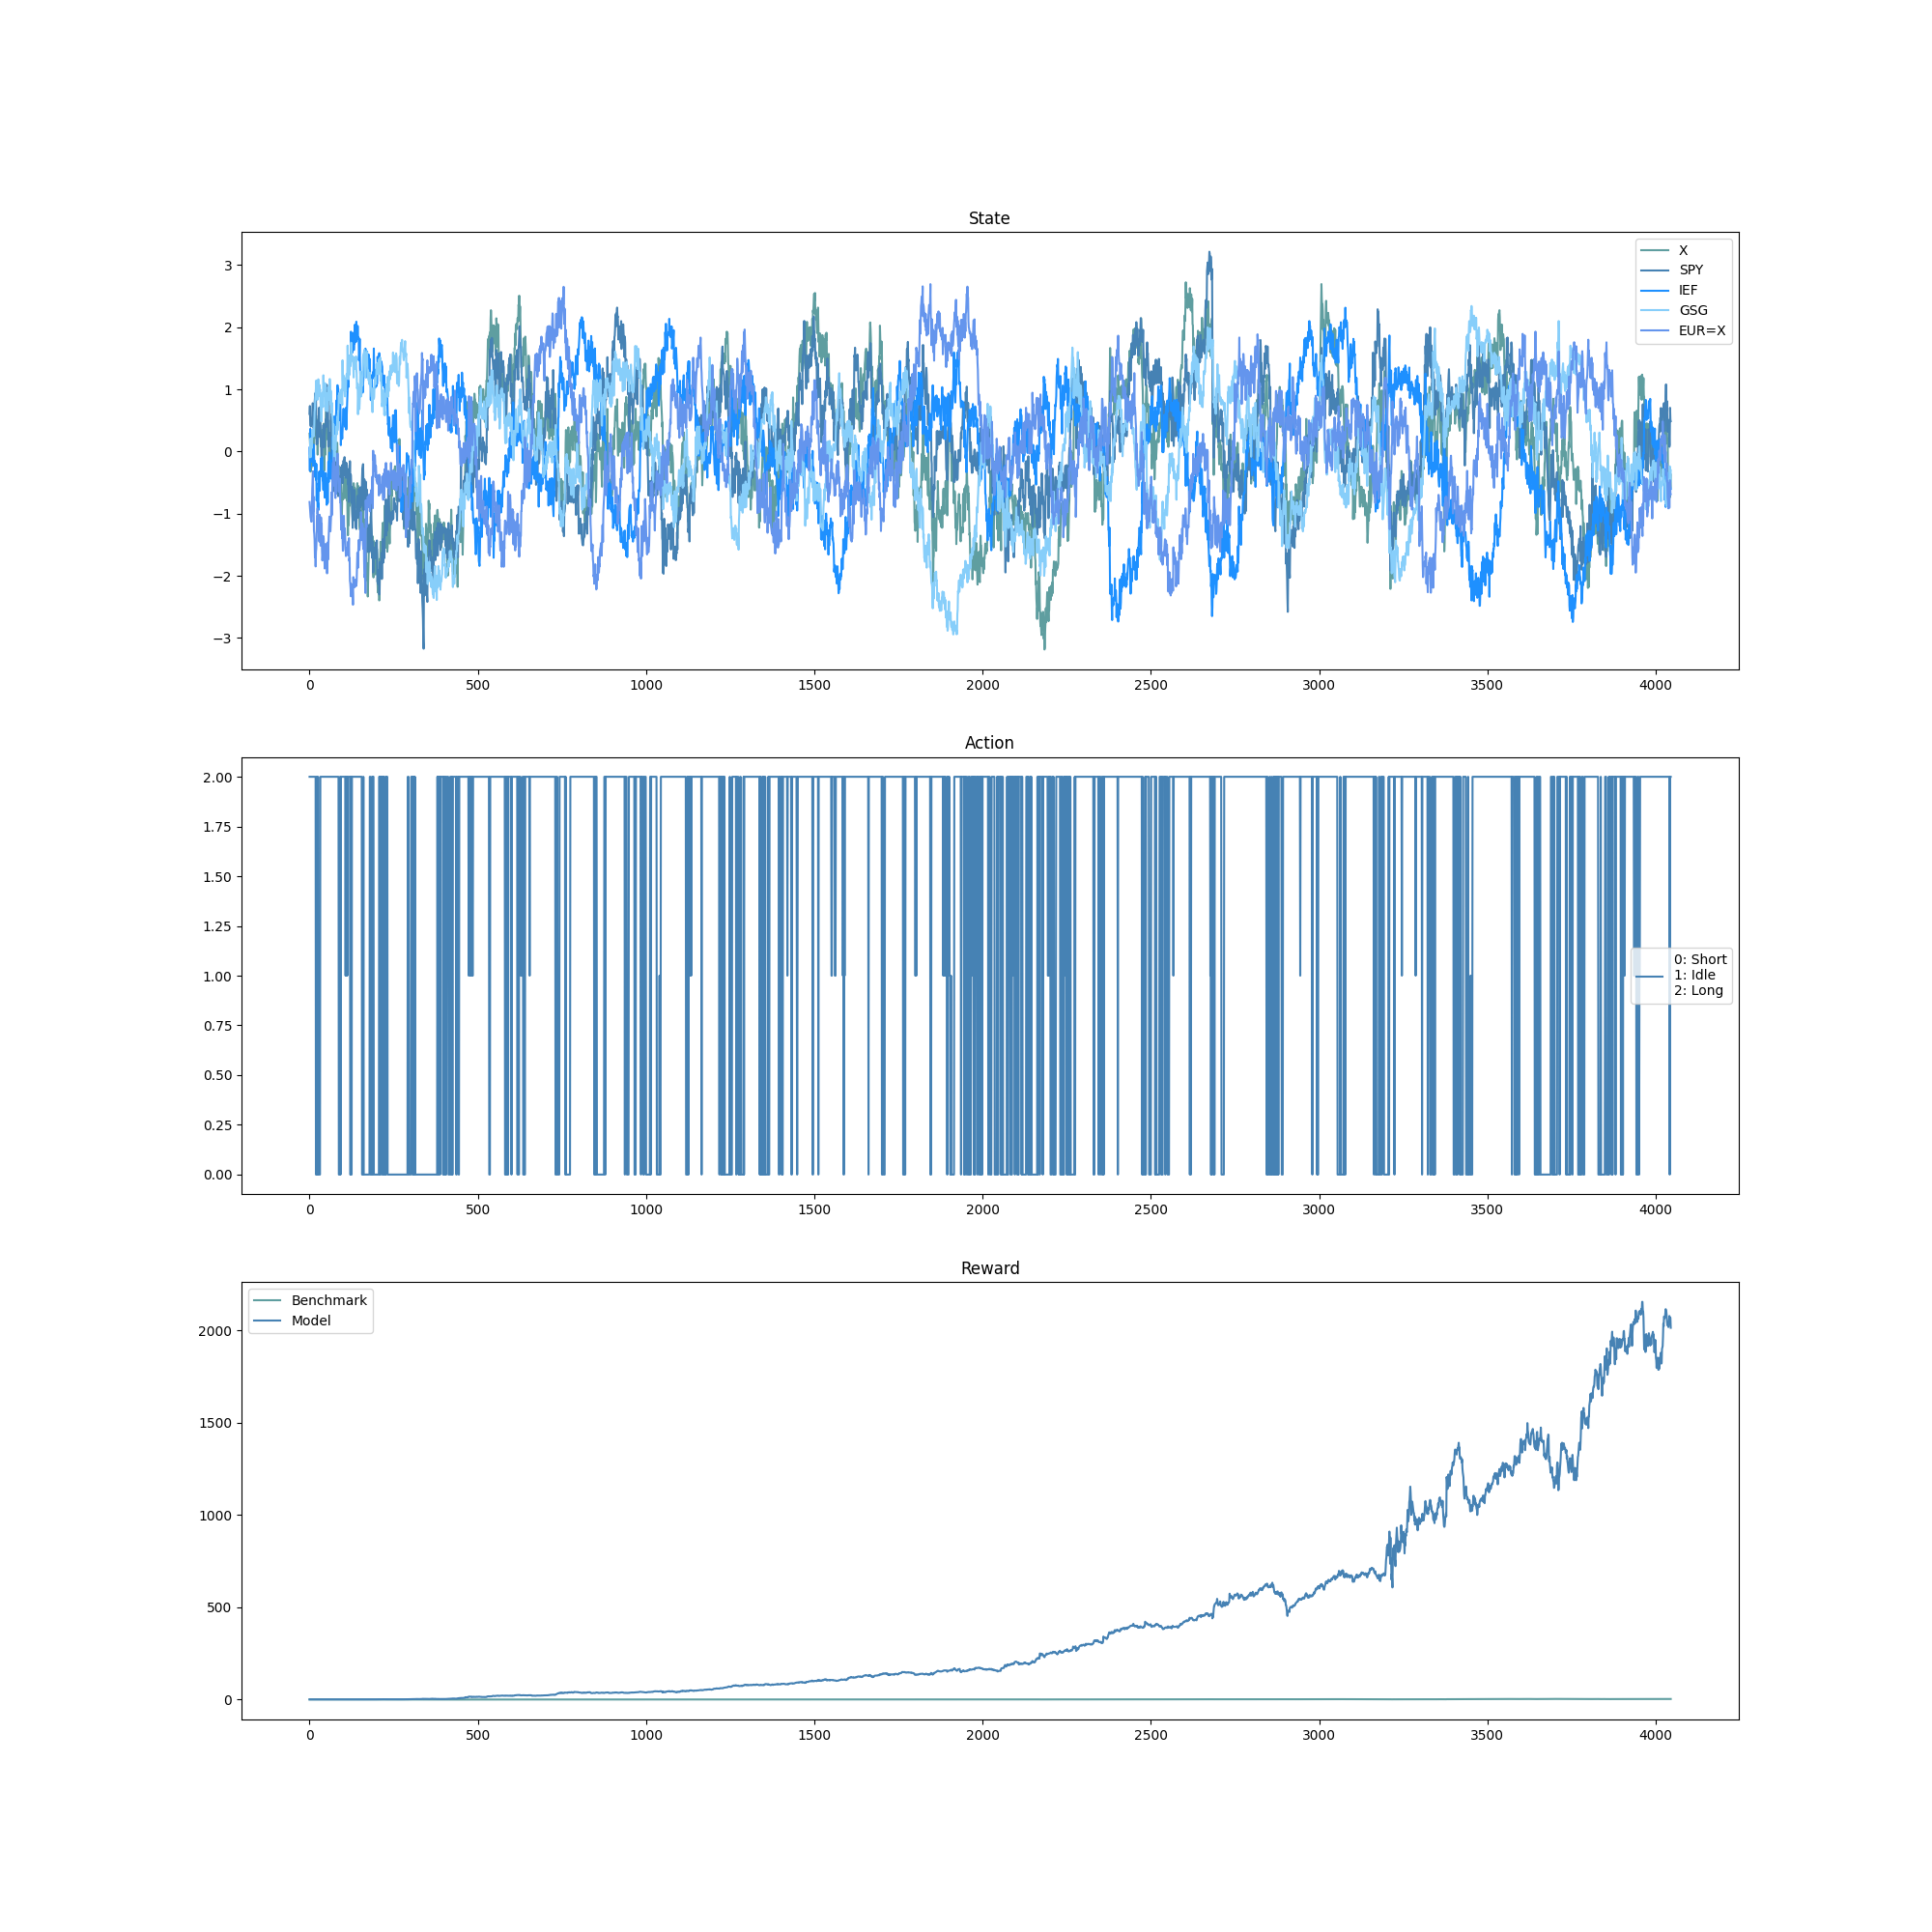 State
3
2
1
0
−1
−2
−3
X
SPY
IEF
GSG
EUR=X
0 500 1000 1500 2000 2500 3000 3500 4000
Action
2.00
1.75
1.50
1.25
1.00
0.75
0.50
0.25
0.00
0: Short
1: Idle
2: Long
0 500 1000 1500 2000 2500 3000 3500 4000
Reward
Benchmark
Model
2000
1500
1000
500
0
0 500 1000 1500 2000 2500 3000 3500 4000